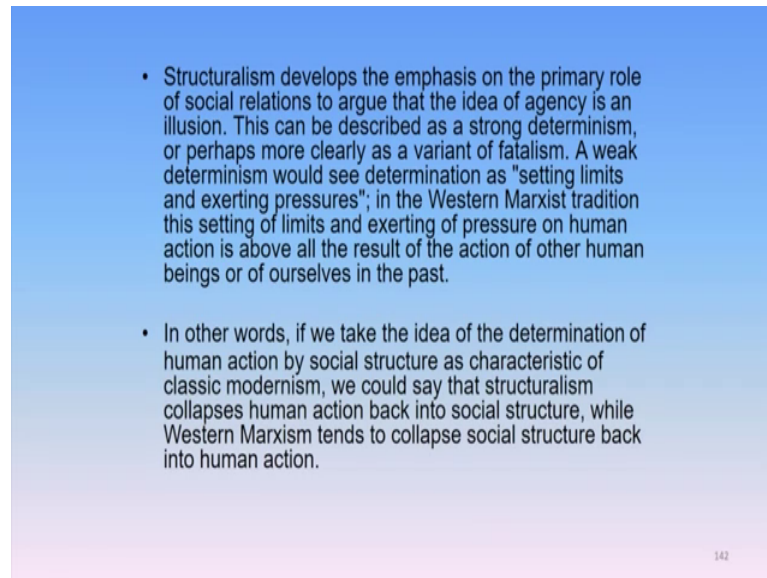 • Structuralism develops the emphasis on the primary role
of social relations to argue that the idea of agency is an
illusion. This can be described as a strong determinism,
or perhaps more clearly as a variant of fatalism. A weak
determinism would see determination as "setting limits
and exerting pressures"; in the Western Marxist tradition
this setting of limits and exerting of pressure on human
action is above all the result of the action of other human
beings or of ourselves in the past.
• In other words, if we take the idea of the determination of
human action by social structure as characteristic of
classic modernism, we could say that structuralism
collapses human action back into social structure, while
Western Marxism tends to collapse social structure back
into human action.
142